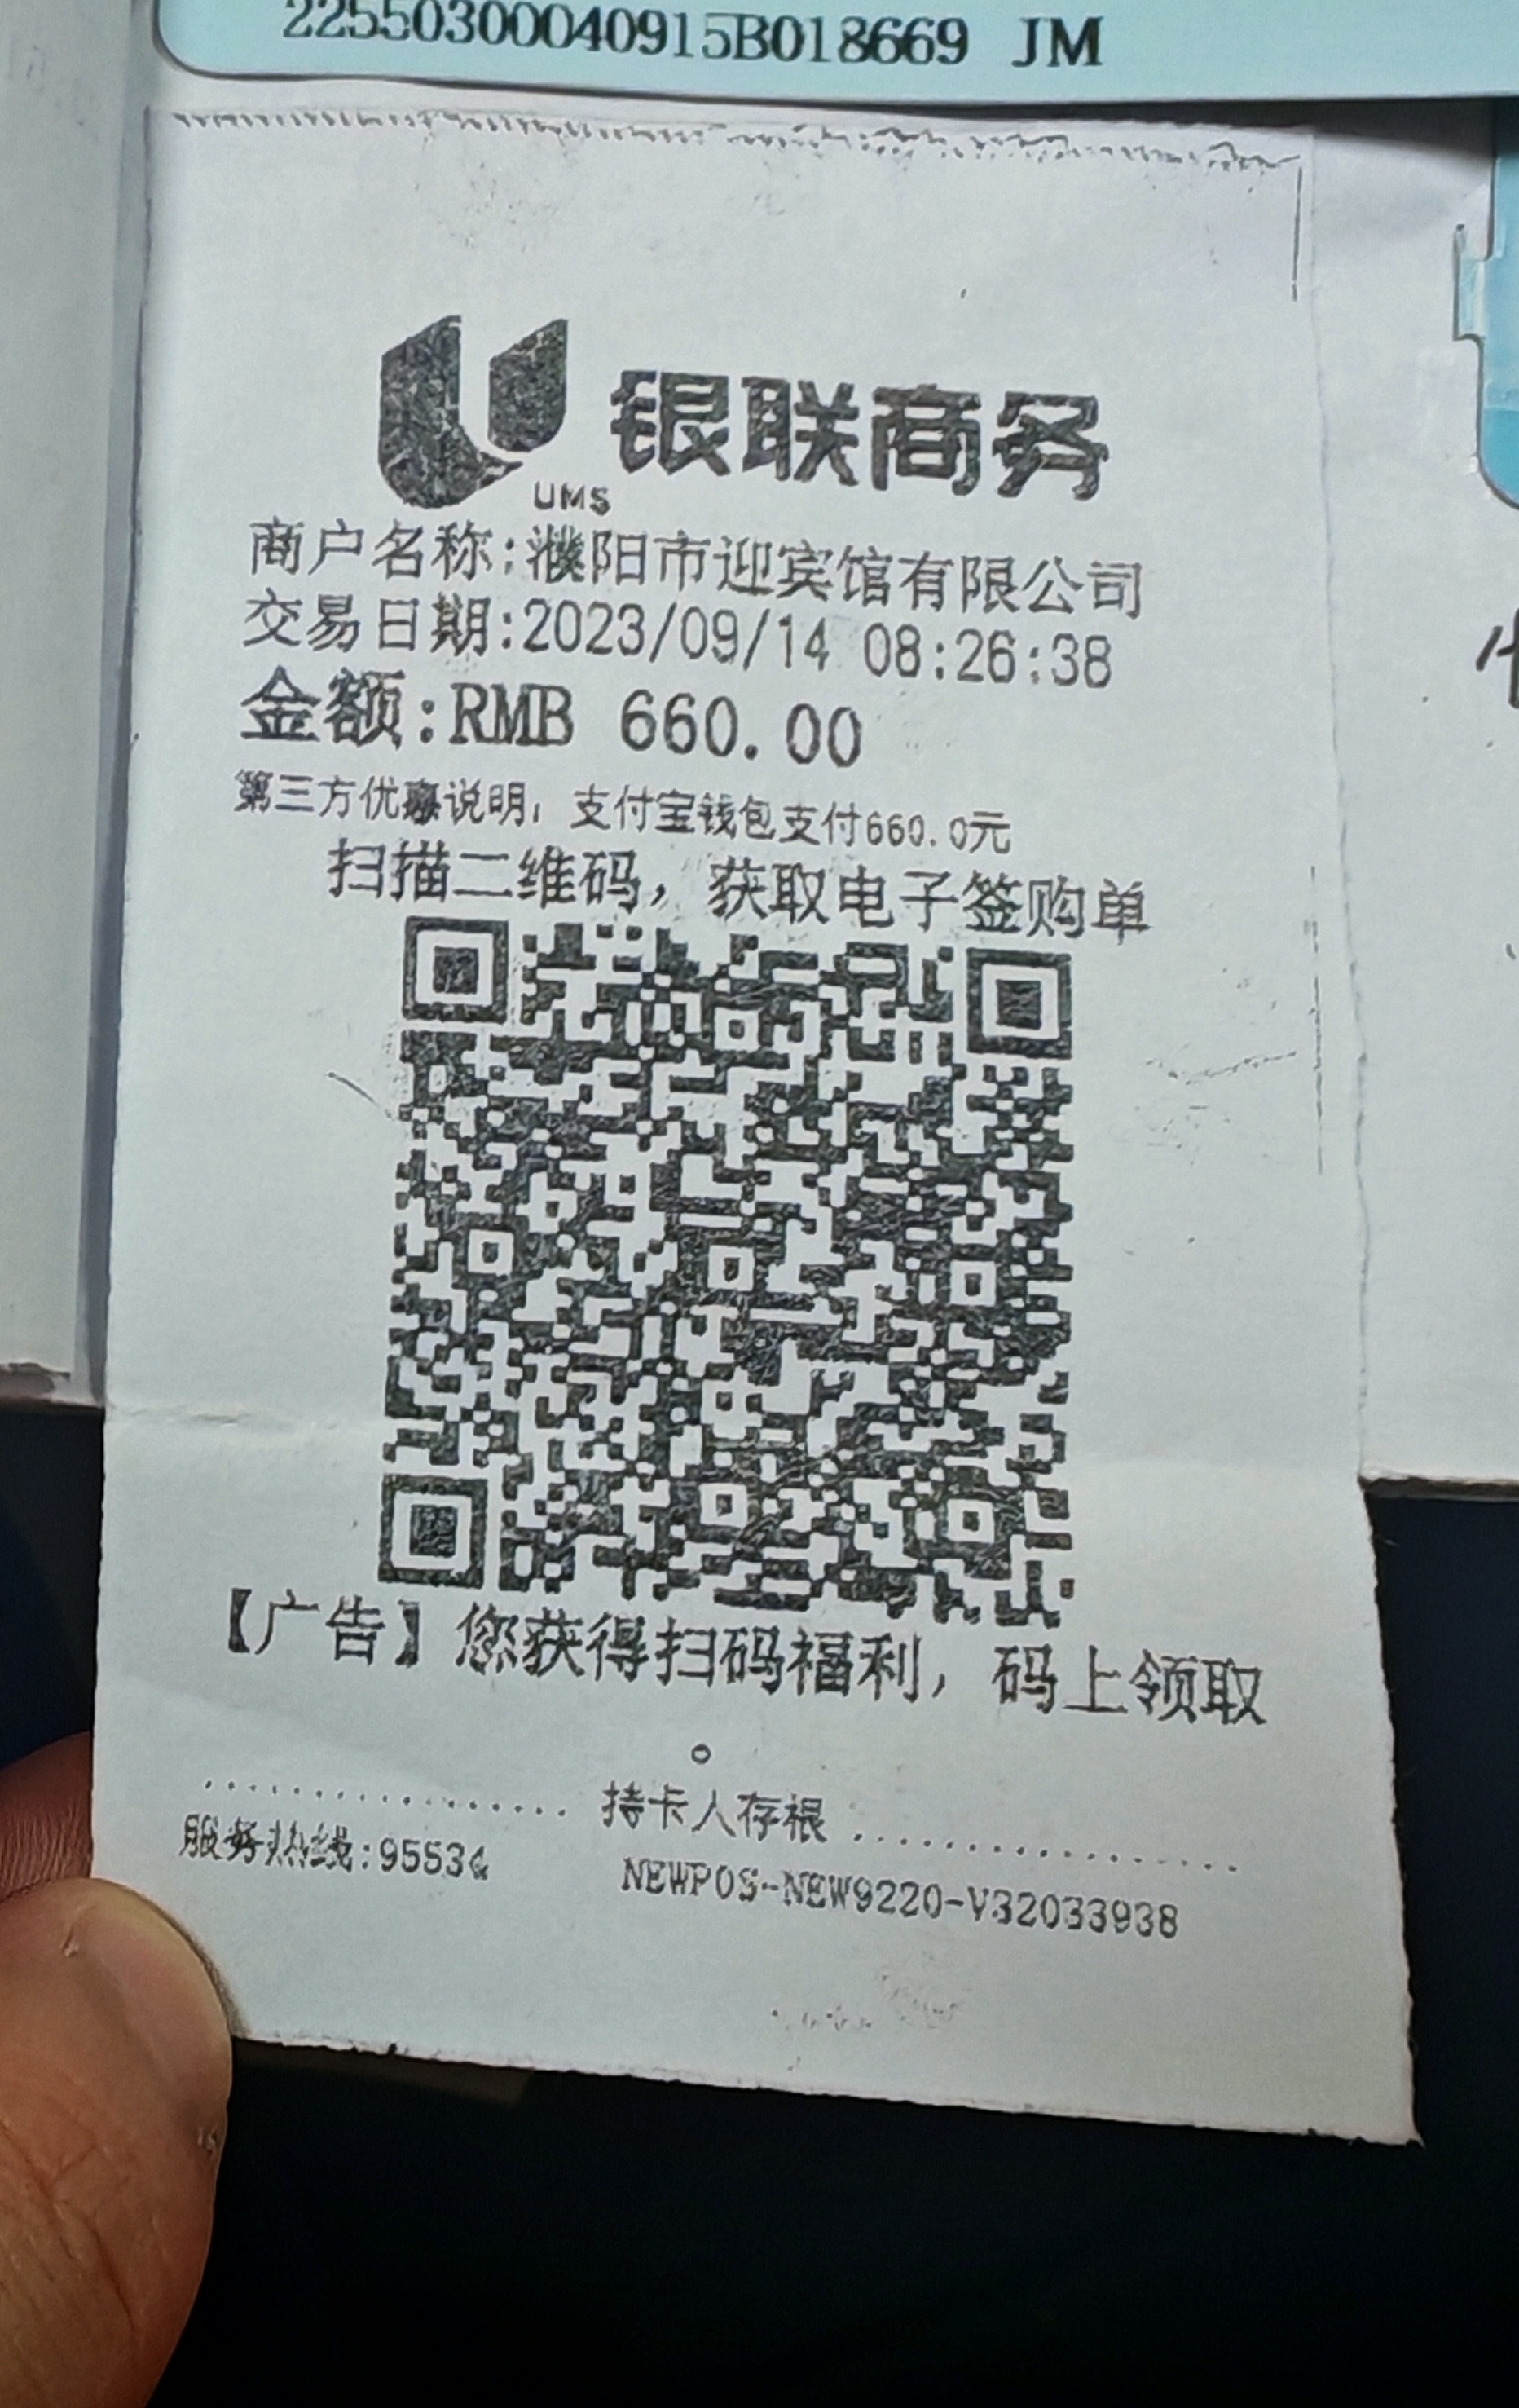 22550300040915B018669 JM
银联商务
UMS
商户名称:濮阳市迎宾馆有限公司
交易日期:2023/09/14 08:26:38
金额:RMB 660.00
第三方优惠说明，支付宝钱包支付660.0元
扫描二维码，获取电子签购单
【广告】您获得扫码福利，码上领取
。
持卡人存根
服务热线:95534
NEWPOS-NEW9220-V32033938